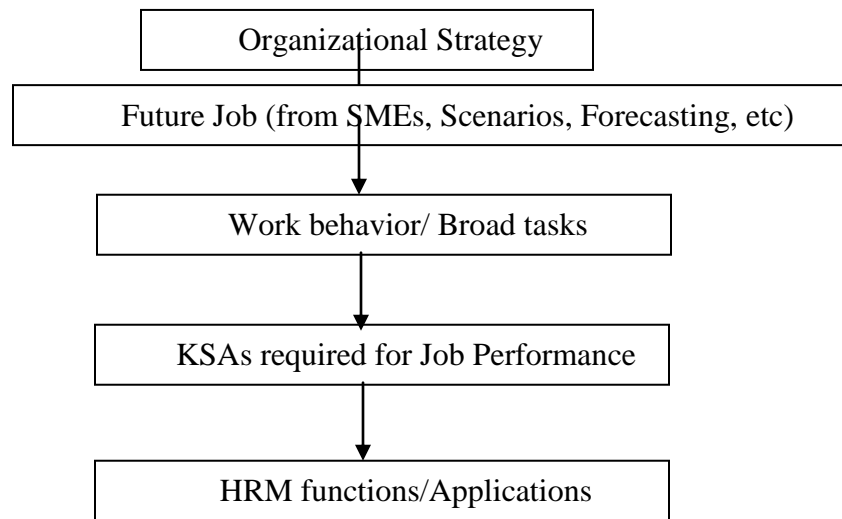 Organizational Strategy
Future Job (from SMEs, Scenarios, Forecasting, etc)
Work behavior/ Broad tasks
KSAs required for Job Performance
HRM functions/Applications